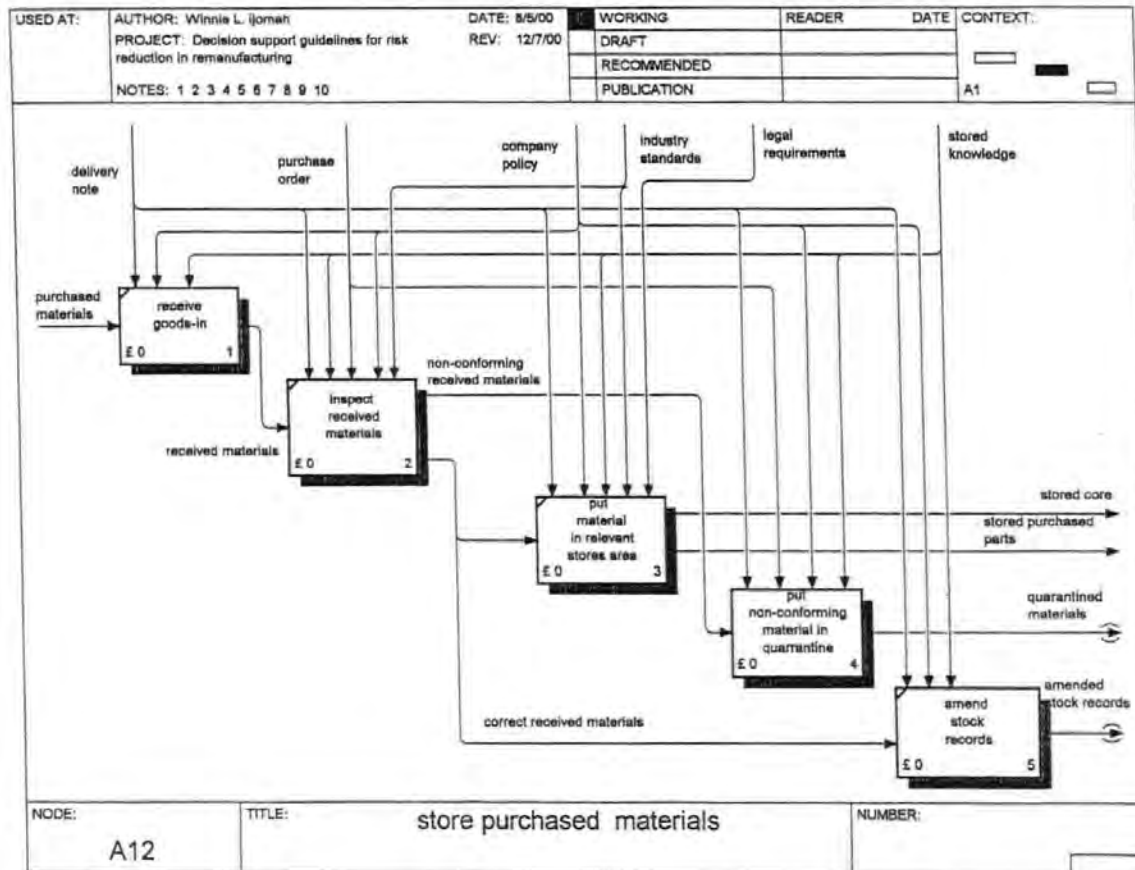 USED AT:
AUTHOR: Winnie L. Ijomah
DATE: 8/5/00
WORKING
READER
DATE
CONTEXT:
PROJECT: Decision support guidelines for risk
reduction in remanufacturing
REV: 12/7/00
DRAFT
RECOMMENDED
NOTES: 1 2 3 4 5 6 7 8 9 10
PUBLICATION
A1
delivery
note
purchase
order
company
policy
industry
standards
legal
requirements
stored
knowledge
purchased
materials
receive
goods-in
£ 0
1
non-conforming
received materials
inspect
received
materials
£ 0
2
received materials
put
material
in relevant
stores area
£ 0
3
stored core
stored purchased
parts
put
non-conforming
material in
quarrantine
£ 0
4
quarantined
materials
amend
stock
records
£ 0
5
amended
stock records
correct received materials
NODE:
A12
TITLE:
store purchased materials
NUMBER: